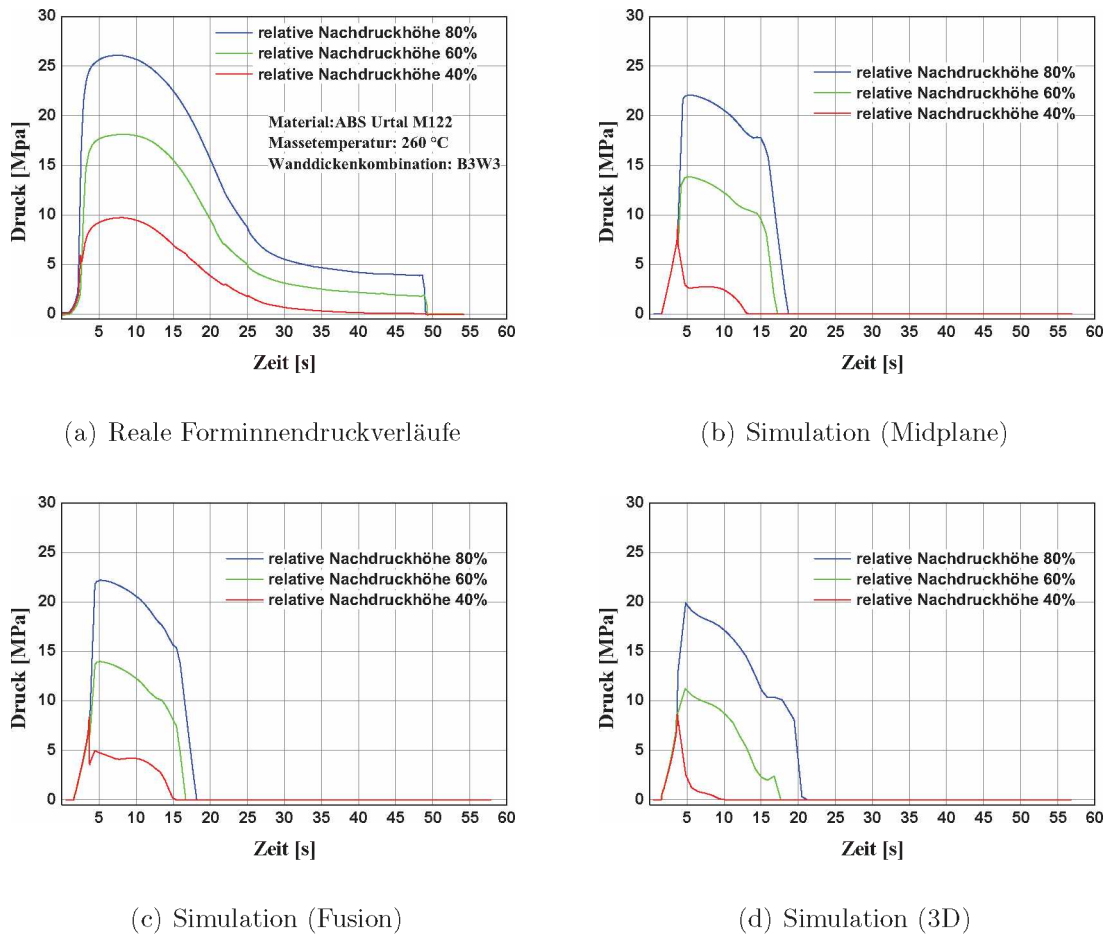 30
25
20
15
10
5
0
Druck [Mpa]
relative Nachdruckhöhe 80%
relative Nachdruckhöhe 60%
relative Nachdruckhöhe 40%
Material:ABS Urtal M122
Massetemperatur: 260 °C
Wanddickenkombination: B3W3
5 10 15 20 25 30 35 40 45 50 55 60
Zeit [s]
(a) Reale Forminnendruckverläufe
30
25
20
15
10
5
0
Druck [MPa]
relative Nachdruckhöhe 80%
relative Nachdruckhöhe 60%
relative Nachdruckhöhe 40%
5 10 15 20 25 30 35 40 45 50 55 60
Zeit [s]
(b) Simulation (Midplane)
30
25
20
15
10
5
0
Druck [MPa]
relative Nachdruckhöhe 80%
relative Nachdruckhöhe 60%
relative Nachdruckhöhe 40%
5 10 15 20 25 30 35 40 45 50 55 60
Zeit [s]
(c) Simulation (Fusion)
30
25
20
15
10
5
0
Druck [MPa]
relative Nachdruckhöhe 80%
relative Nachdruckhöhe 60%
relative Nachdruckhöhe 40%
5 10 15 20 25 30 35 40 45 50 55 60
Zeit [s]
(d) Simulation (3D)